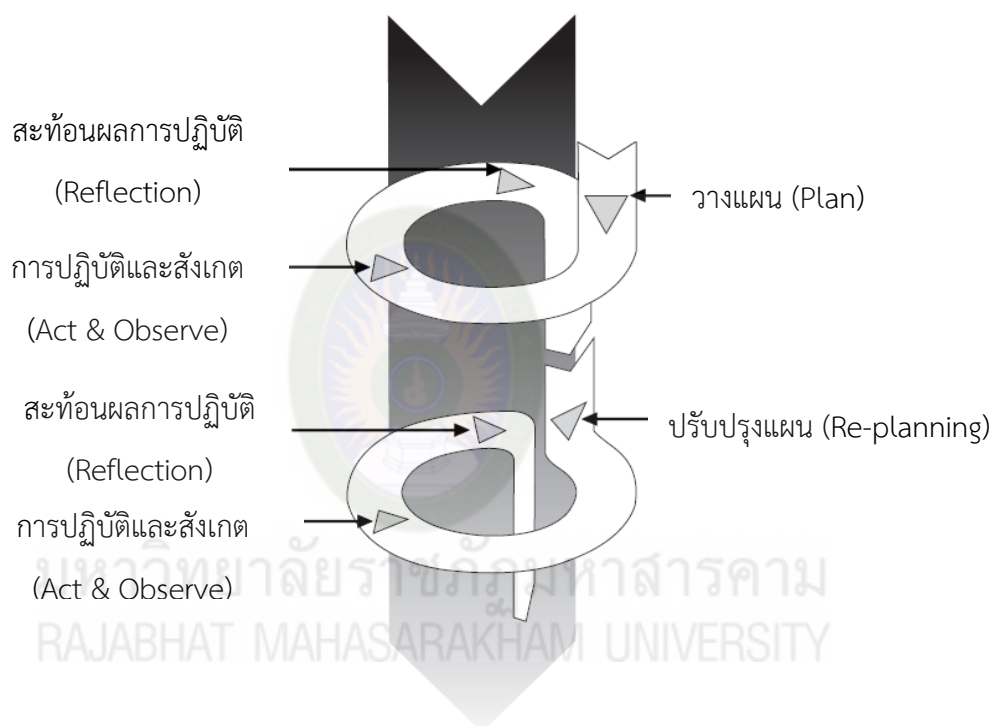 สะท้อนผลการปฏิบัติ
(Reflection)
วางแผน (Plan)
การปฏิบัติและสังเกต
(Act & Observe)
สะท้อนผลการปฏิบัติ
(Reflection)
ปรับปรุงแผน (Re-planning)
การปฏิบัติและสังเกต
(Act & Observe)
มหาวิทยาลัยราชภัฏมหาสารคาม
RAJABHAT MAHASARAKHAM UNIVERSITY